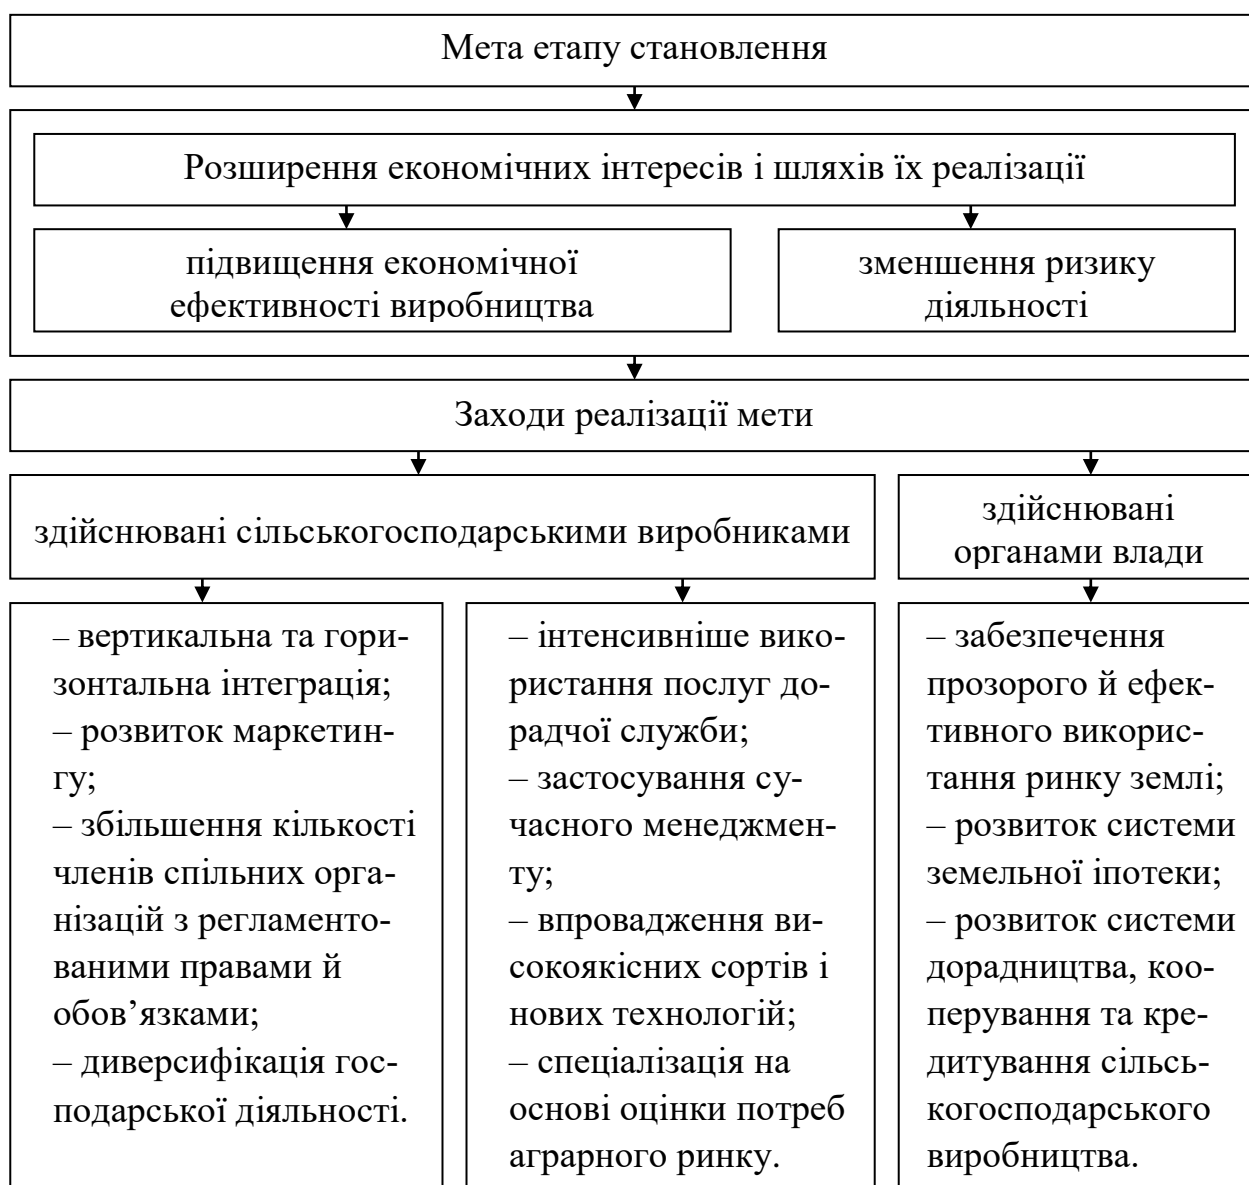 Мета етапу становлення
Розширення економічних інтересів і шляхів їх реалізації
підвищення економічної
ефективності виробництва
зменшення ризику
діяльності
Заходи реалізації мети
здійснювані сільськогосподарськими виробниками
здійснювані
органами влади
– вертикальна та гори-
зонтальна інтеграція;
– розвиток маркетин-
гу;
– збільшення кількості
членів спільних орга-
нізацій з регламенто-
ваними правами й
обов’язками;
– диверсифікація гос-
подарської діяльності.
– інтенсивніше вико-
ристання послуг до-
радчої служби;
– застосування су-
часного менеджмен-
ту;
– впровадження ви-
сокоякісних сортів і
нових технологій;
– спеціалізація на
основі оцінки потреб
аграрного ринку.
– забезпечення
прозорого й ефек-
тивного викорис-
тання ринку землі;
– розвиток системи
земельної іпотеки;
– розвиток системи
дорадництва, коо-
перування та кре-
дитування сільсь-
когосподарського
виробництва.